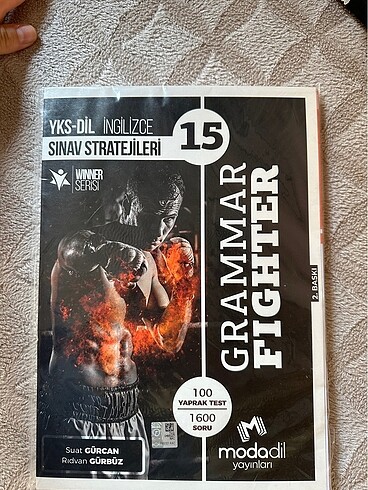 YKS-DİL İNGİLİZCE
SINAV STRATEJİLERİ
15
WINNER
SERİSİ
GRAMMAR
FIGHTER
2. BASKI
100
YAPRAK TEST
1600
SORU
Suat GÜRCAN
Rıdvan GÜRBÜZ
modadil
yayınları